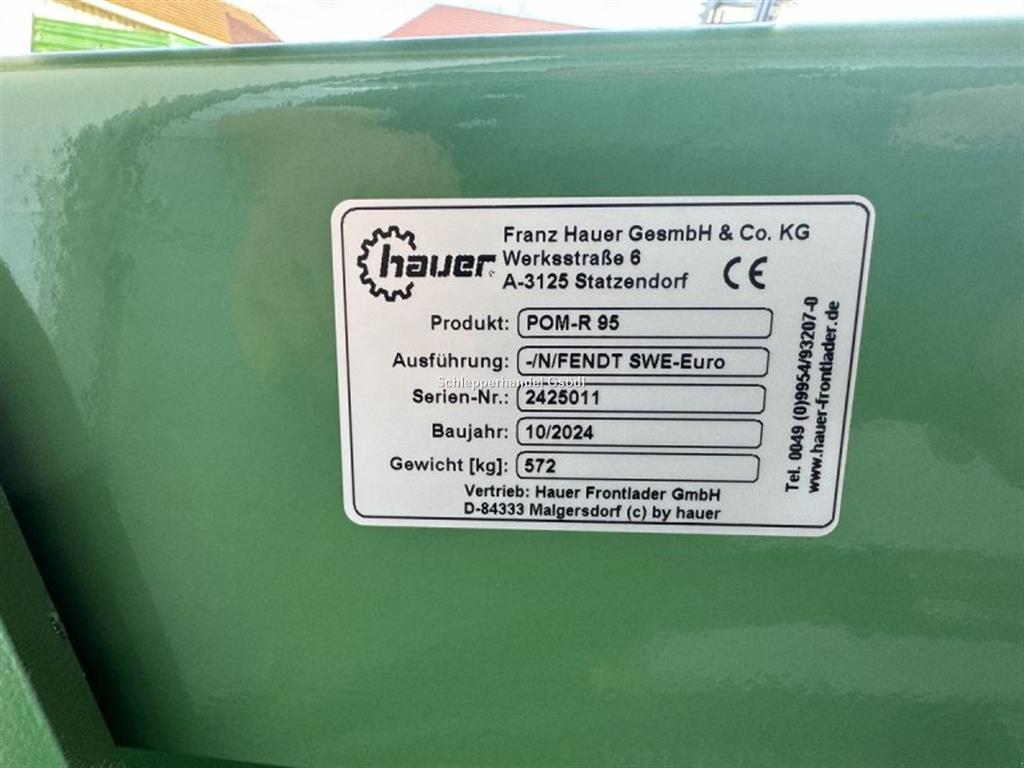 hauer
Franz Hauer GesmbH & Co. KG
Werksstraße 6
A-3125 Statzendorf
CE
Produkt: POM-R 95
Ausführung: -/N/FENDT SWE-Euro
Schlepperhandel Gsödl
Serien-Nr.: 2425011
Baujahr: 10/2024
Gewicht [kg]: 572
Vertrieb: Hauer Frontlader GmbH
D-84333 Malgersdorf (c) by hauer
Tel. 0049 (0)9954/93207-0
www.hauer-frontlader.de